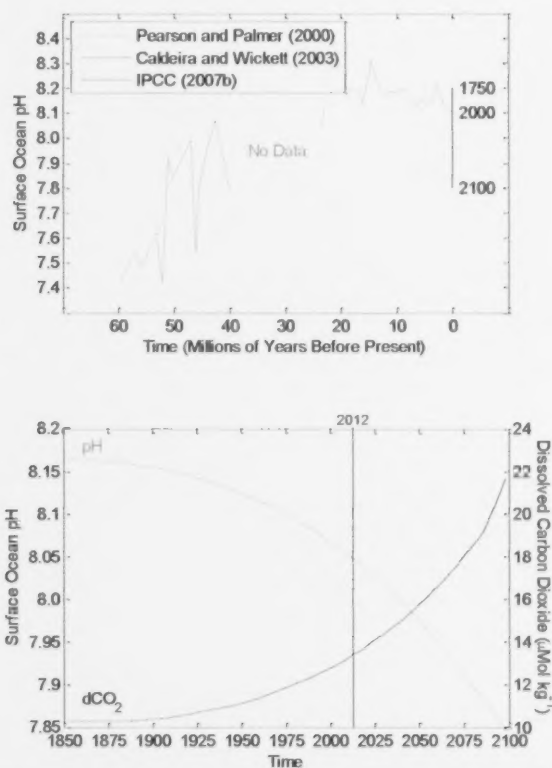 8.5
8.4
8.3
8.2
8.1
8.0
7.9
7.8
7.7
7.6
7.5
7.4
Surface Ocean pH
Pearson and Palmer (2000)
Caldeira and Wickett (2003)
IPCC (2007b)
No Data
1750
2000
2100
60 50 40 30 20 10 0
Time (Millions of Years Before Present)
2012
8.2
8.15
8.1
8.05
8.0
7.95
7.9
7.85
Surface Ocean pH
pH
dCO₂
24
22
20
18
16
14
12
10
Dissolved Carbon Dioxide (μMol kg⁻¹)
1850 1875 1900 1925 1950 1975 2000 2025 2050 2075 2100
Time